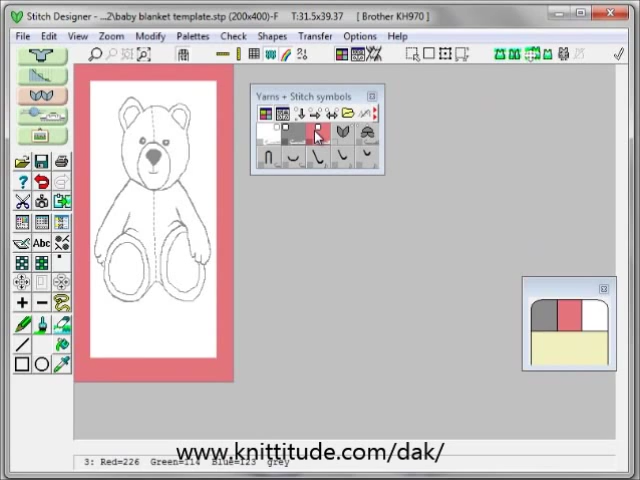 Stitch Designer - ...2\baby blanket template.stp (200x400)-F T:31.5x39.37 [ Brother KH970 ]
File Edit View Zoom Modify Palettes Check Shapes Transfer Options Help
Yarns + Stitch symbols
Abc
www.knittitude.com/dak/
3: Red=226 Green=114 Blue=123 grey